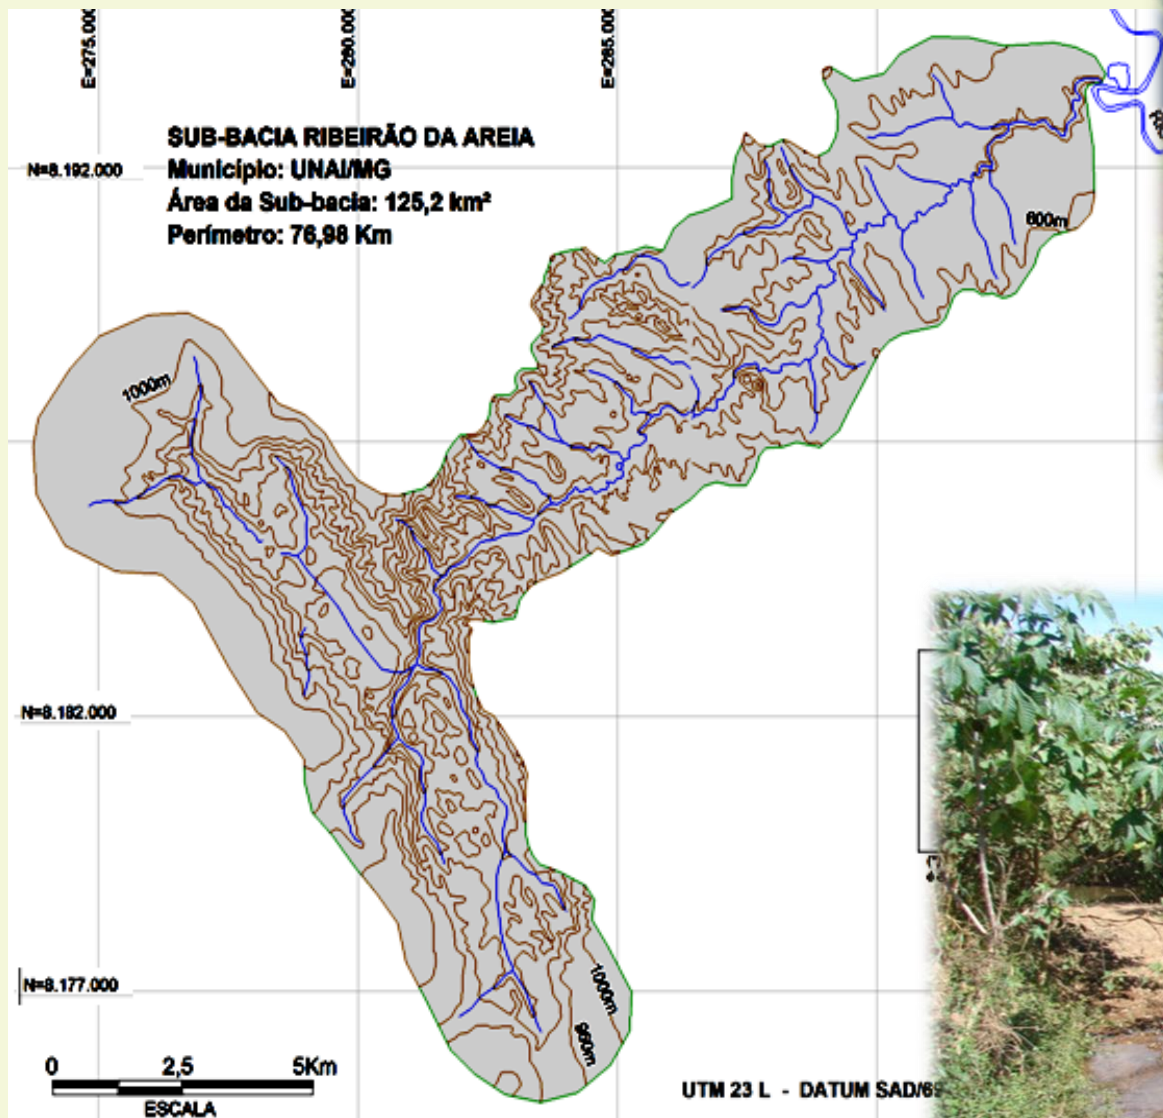 E=275.000
E=280.000
E=285.000
SUB-BACIA RIBEIRÃO DA AREIA
Município: UNAI/MG
Área da Sub-bacia: 125,2 km²
Perímetro: 76,98 Km
N=8.192.000
600m
1000m
N=8.182.000
N=8.177.000
1000m
950m
0 2,5 5Km
ESCALA
UTM 23 L - DATUM SAD/69